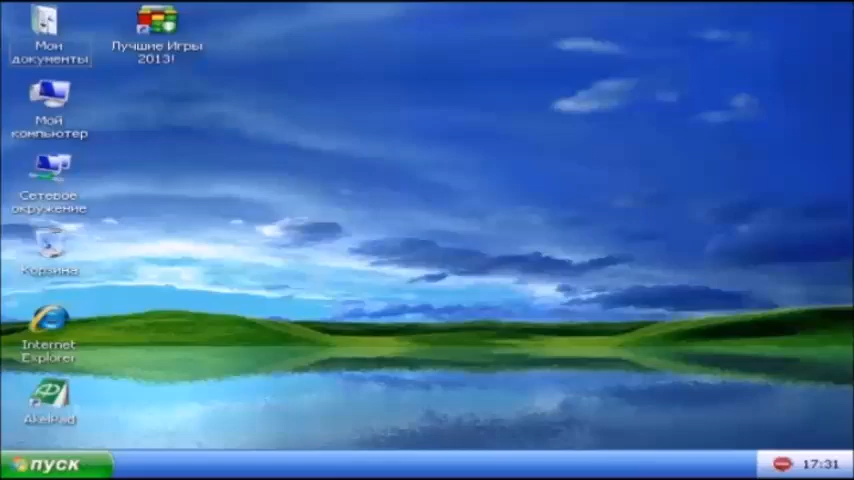 Мои
документы
Лучшие Игры
2013!
Мой
компьютер
Сетевое
окружение
Корзина
Internet
Explorer
AkelPad
пуск
17:31